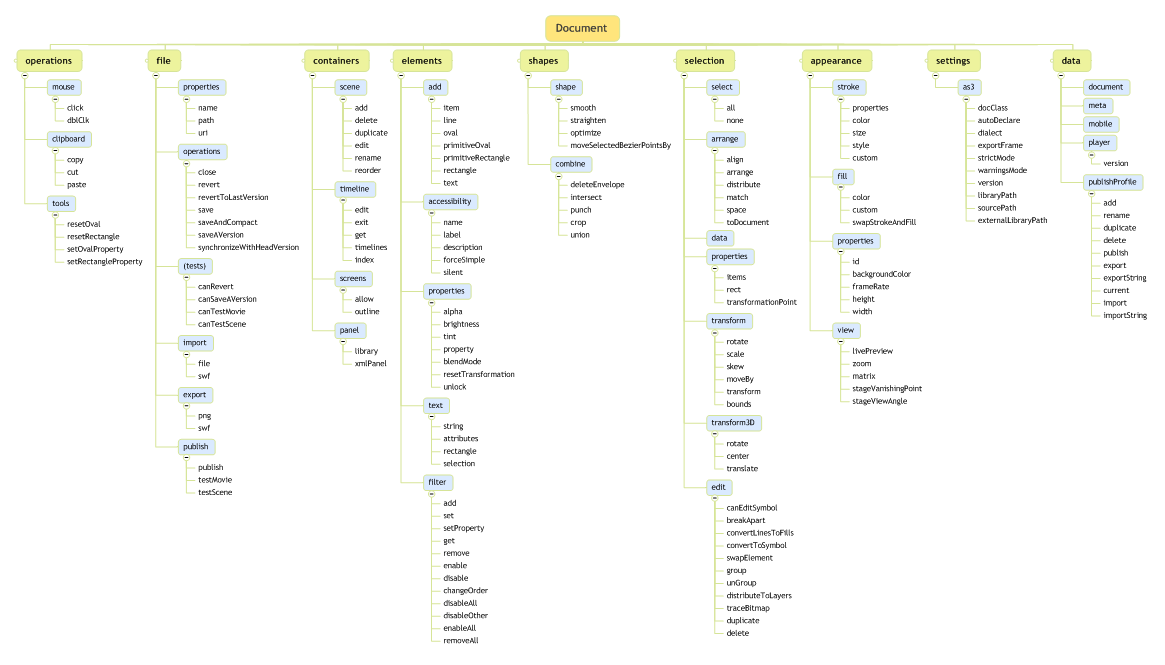 Document
operations
mouse
click
dblClk
clipboard
copy
cut
paste
tools
resetOval
resetRectangle
setOvalProperty
setRectangleProperty
file
properties
name
path
uri
operations
close
revert
revertToLastVersion
save
saveAndCompact
saveAVersion
synchronizeWithHeadVersion
(tests)
canRevert
canSaveAVersion
canTestMovie
canTestScene
import
file
swf
export
png
swf
publish
publish
testMovie
testScene
containers
scene
add
delete
duplicate
edit
rename
reorder
timeline
edit
exit
get
timelines
index
screens
allow
outline
panel
library
xmlPanel
elements
add
item
line
oval
primitiveOval
primitiveRectangle
rectangle
text
accessibility
name
label
description
forceSimple
silent
properties
alpha
brightness
tint
property
blendMode
resetTransformation
unlock
text
string
attributes
rectangle
selection
filter
add
set
setProperty
get
remove
enable
disable
changeOrder
disableAll
disableOther
enableAll
removeAll
shapes
shape
smooth
straighten
optimize
moveSelectedBezierPointsBy
combine
deleteEnvelope
intersect
punch
crop
union
selection
select
all
none
arrange
align
arrange
distribute
match
space
toDocument
data
properties
items
rect
transformationPoint
transform
rotate
scale
skew
moveBy
transform
bounds
transform3D
rotate
center
translate
edit
canEditSymbol
breakApart
convertLinesToFills
convertToSymbol
swapElement
group
unGroup
distributeToLayers
traceBitmap
duplicate
delete
appearance
stroke
properties
color
size
style
custom
fill
color
custom
swapStrokeAndFill
properties
id
backgroundColor
frameRate
height
width
view
livePreview
zoom
matrix
stageVanishingPoint
stageViewAngle
settings
as3
docClass
autoDeclare
dialect
exportFrame
strictMode
warningsMode
version
libraryPath
sourcePath
externalLibraryPath
data
document
meta
mobile
player
version
publishProfile
add
rename
duplicate
delete
publish
export
exportString
current
import
importString